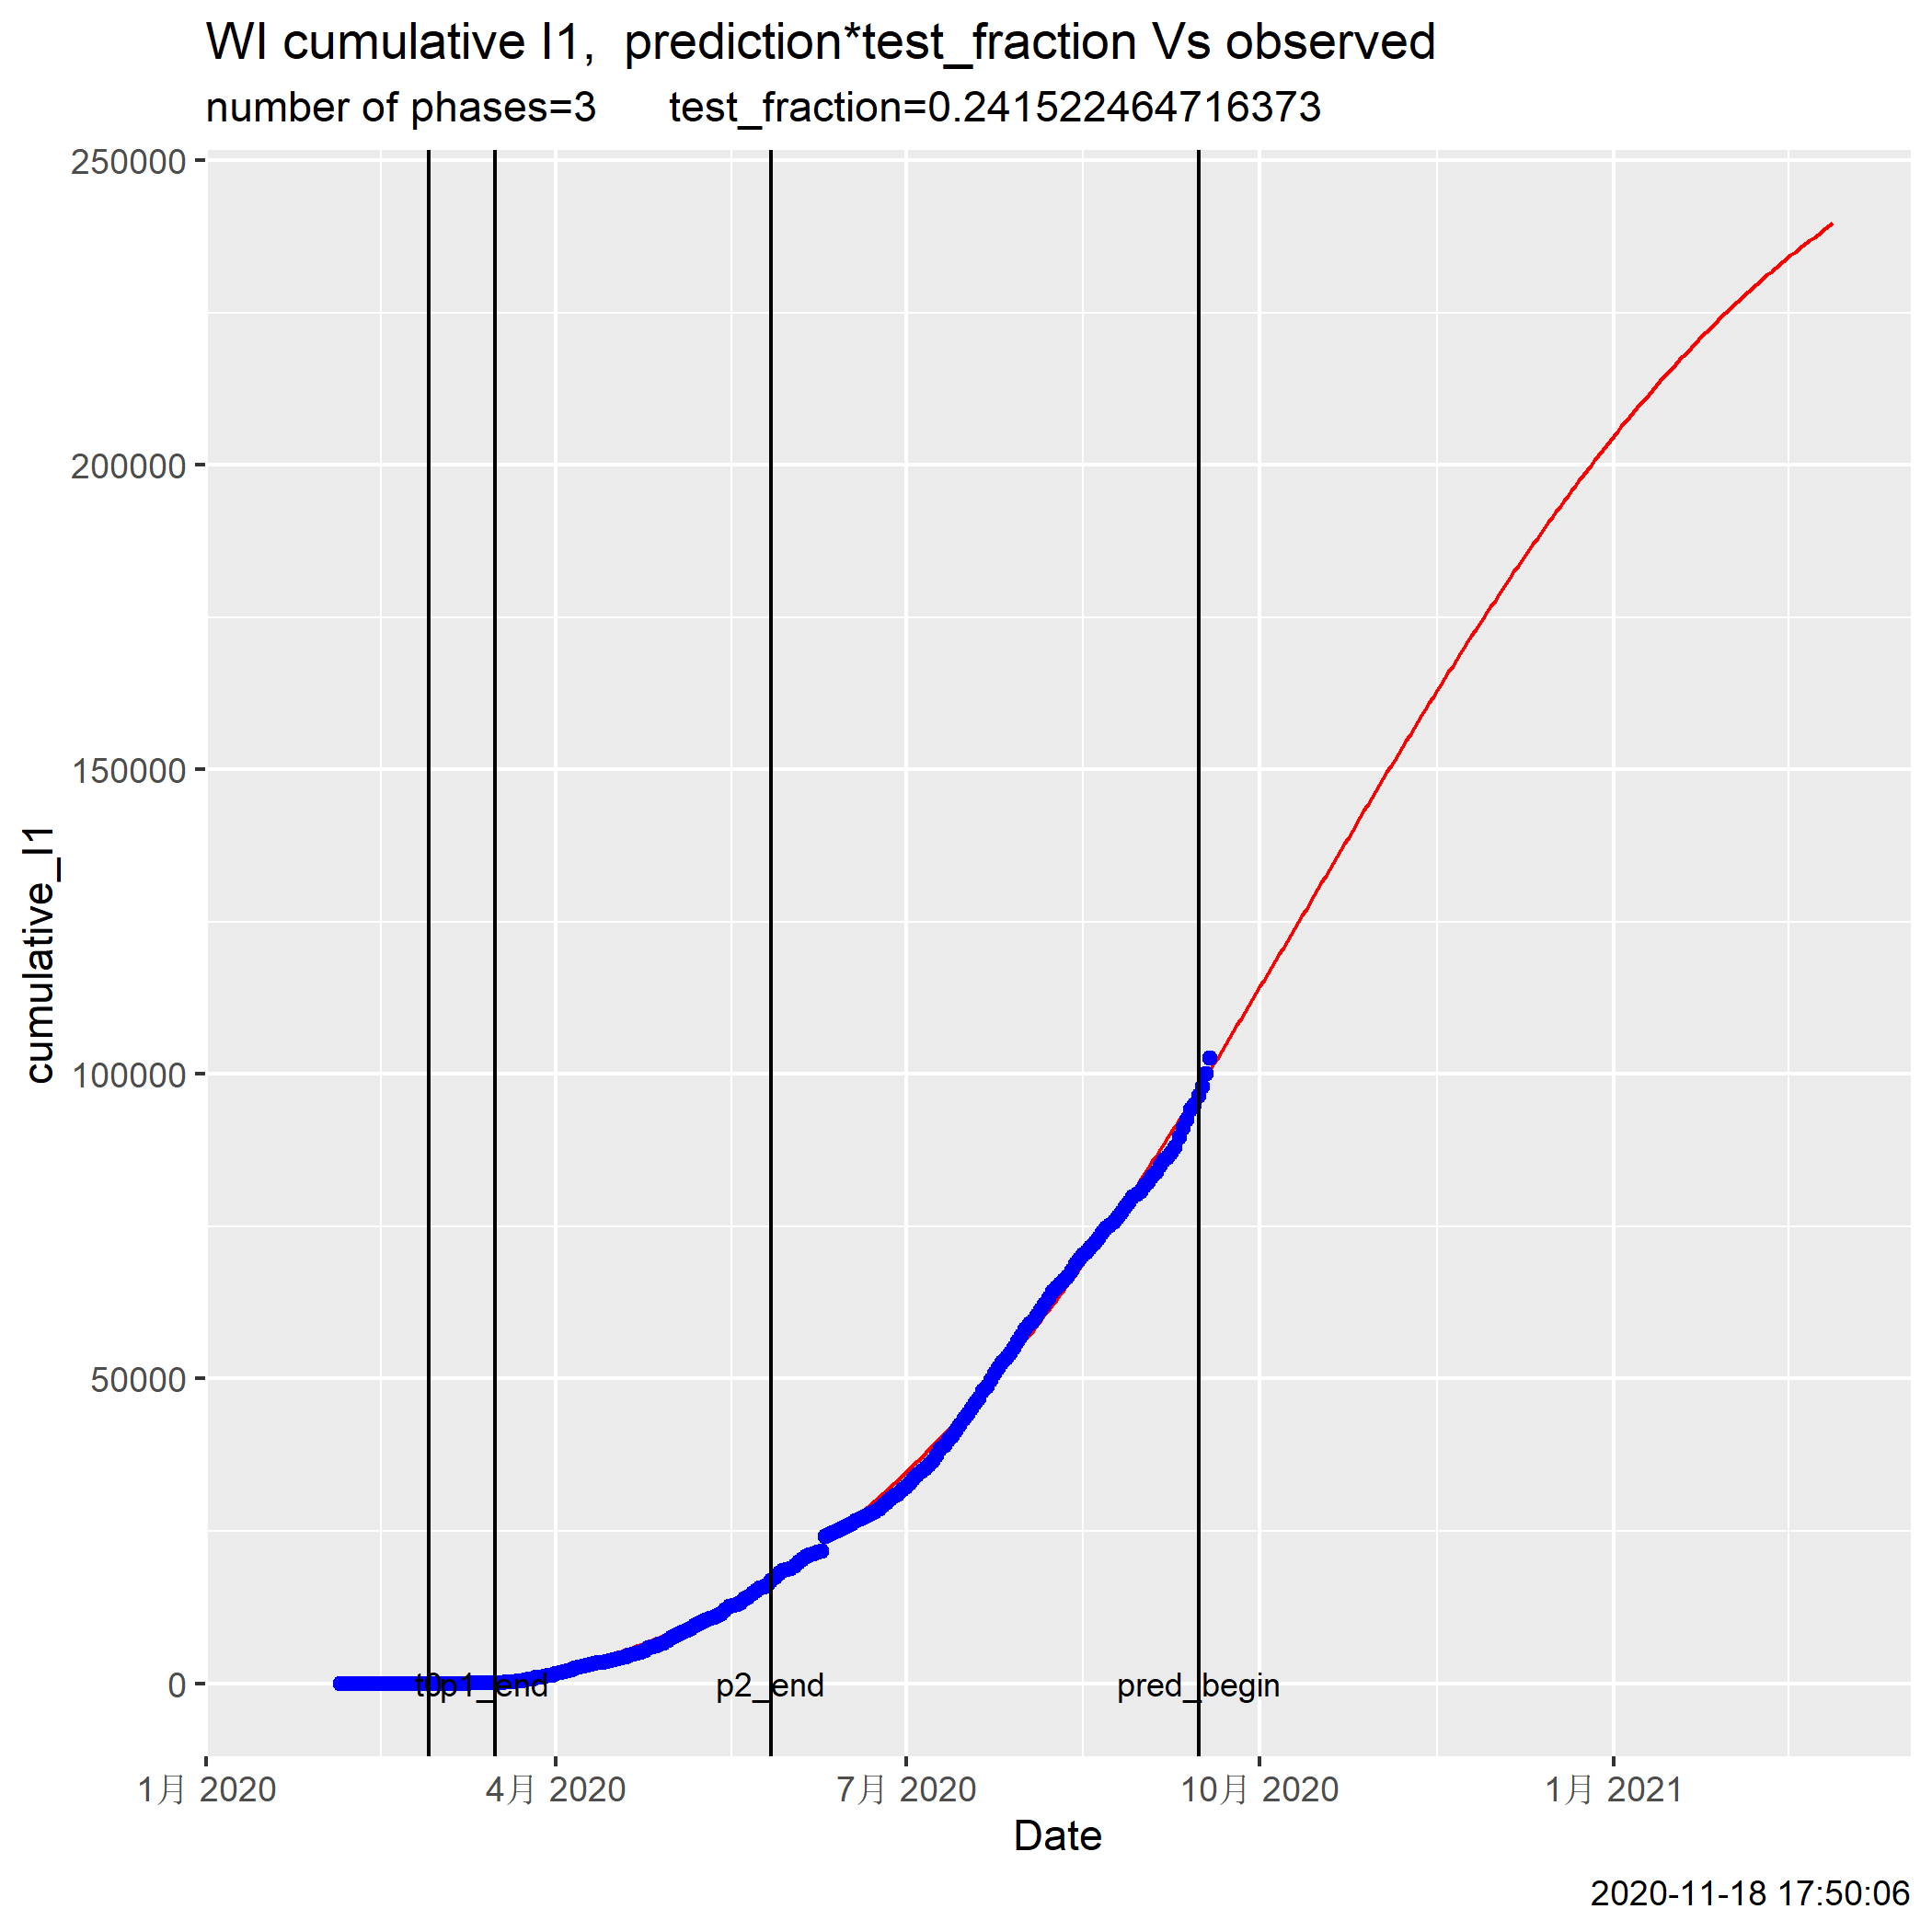 WI cumulative I1,  prediction*test_fraction Vs observed
number of phases=3      test_fraction=0.241522464716373
250000
200000
150000
100000
50000
0
cumulative_I1
t0
p1_end
p2_end
pred_begin
1月 2020
4月 2020
7月 2020
10月 2020
1月 2021
Date
2020-11-18 17:50:06